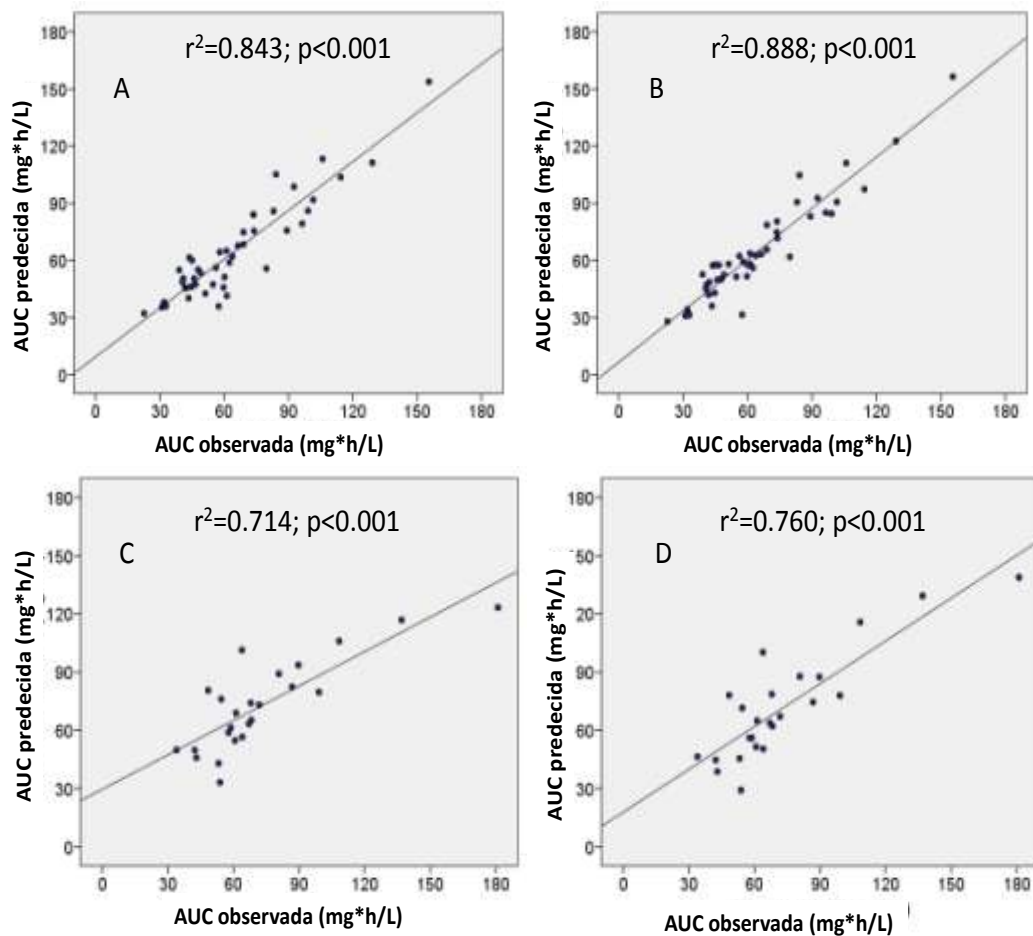 r²=0.843; p<0.001
A
AUC predecida (mg*h/L)
180
150
120
90
60
30
0
0 30 60 90 120 150 180
AUC observada (mg*h/L)
r²=0.888; p<0.001
B
AUC predecida (mg*h/L)
180
150
120
90
60
30
0
0 30 60 90 120 150 180
AUC observada (mg*h/L)
r²=0.714; p<0.001
C
AUC predecida (mg*h/L)
180
150
120
90
60
30
0
0 30 60 90 120 150 180
AUC observada (mg*h/L)
r²=0.760; p<0.001
D
AUC predecida (mg*h/L)
180
150
120
90
60
30
0
0 30 60 90 120 150 180
AUC observada (mg*h/L)